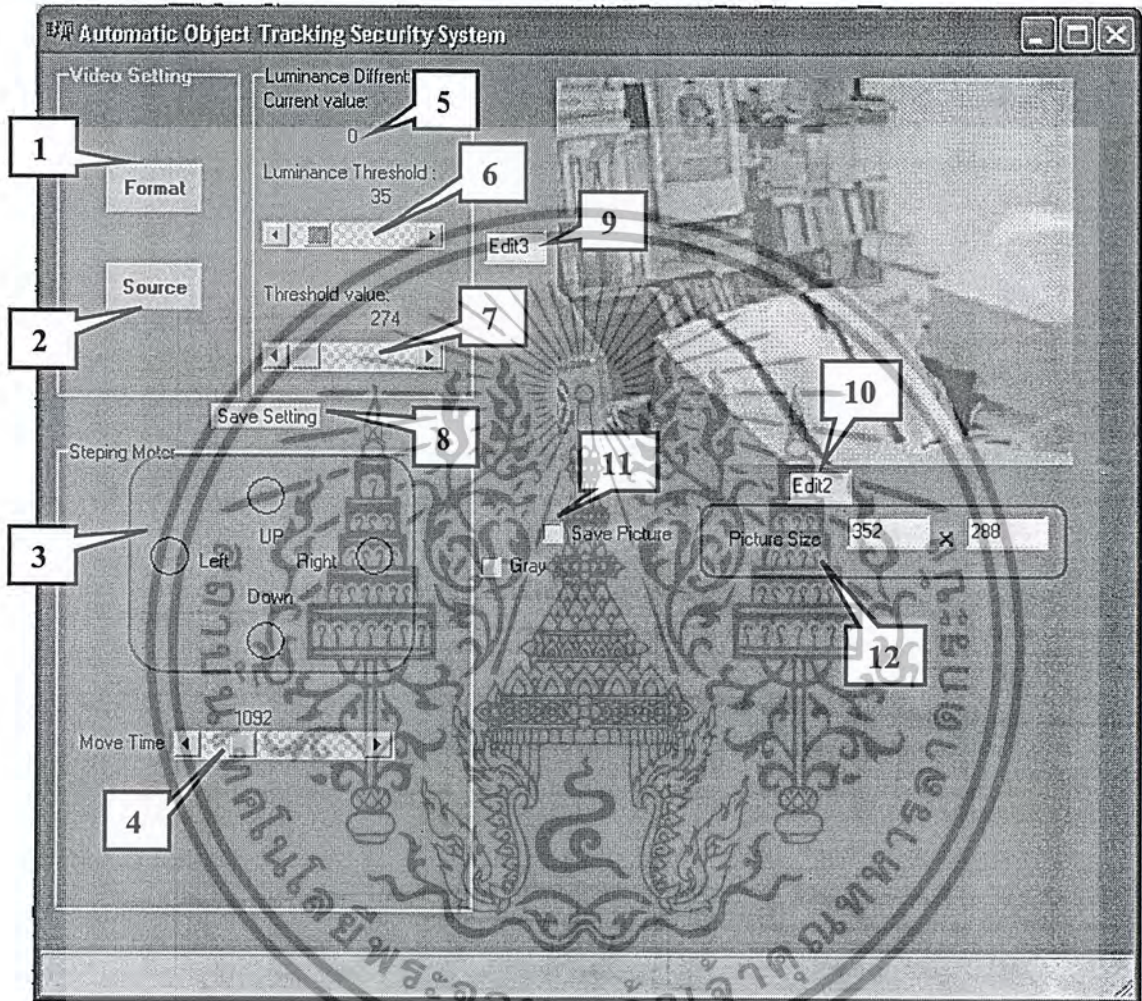 Automatic Object Tracking Security System
Video Setting
1
Format
2
Source
Luminance Diffrent
Current value:
5
0
Luminance Threshold :
6
35
9
Edit3
Threshold value:
274
7
Save Setting
8
10
Edit2
11
Save Picture
Gray
Picture Size
352 x 288
12
Steping Motor
3
UP
Left
Right
Down
1092
Move Time
4